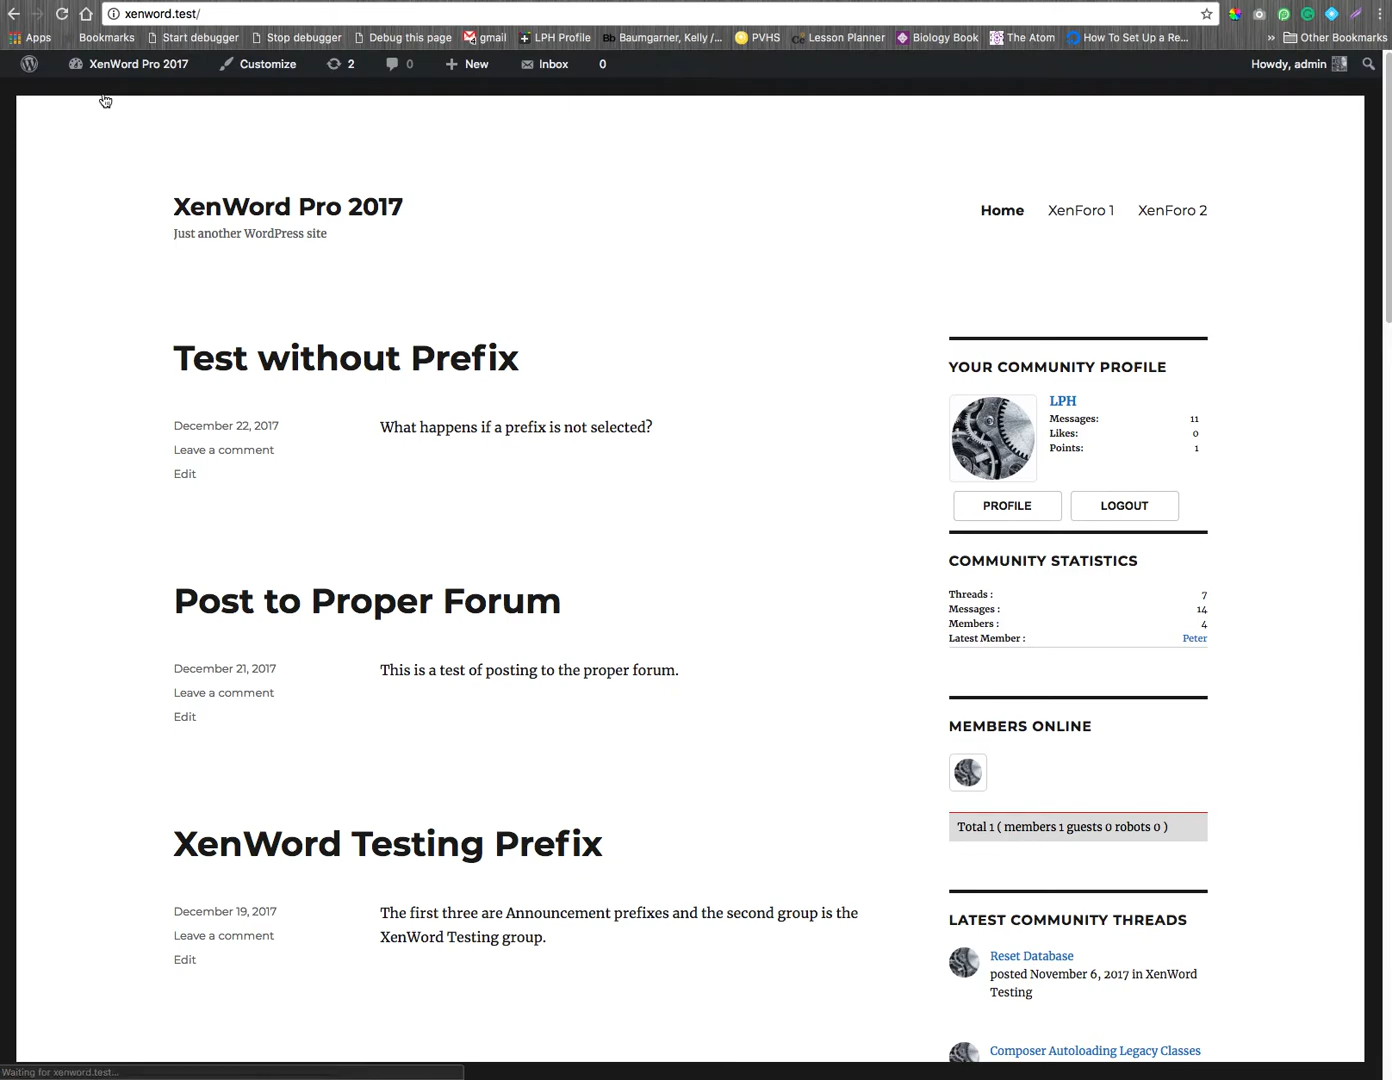 xenword.test/
Apps Bookmarks Start debugger Stop debugger Debug this page gmail LPH Profile Bb Baumgarner, Kelly /... PVHS Cc Lesson Planner Biology Book The Atom How To Set Up a Re... » Other Bookmarks
XenWord Pro 2017 Customize 2 0 New Inbox 0 Howdy, admin
XenWord Pro 2017
Just another WordPress site
Home XenForo 1 XenForo 2
Test without Prefix
December 22, 2017
Leave a comment
Edit
What happens if a prefix is not selected?
Post to Proper Forum
December 21, 2017
Leave a comment
Edit
This is a test of posting to the proper forum.
XenWord Testing Prefix
December 19, 2017
Leave a comment
Edit
The first three are Announcement prefixes and the second group is the
XenWord Testing group.
YOUR COMMUNITY PROFILE
LPH
Messages: 11
Likes: 0
Points: 1
PROFILE LOGOUT
COMMUNITY STATISTICS
Threads : 7
Messages : 14
Members : 4
Latest Member : Peter
MEMBERS ONLINE
Total 1 ( members 1 guests 0 robots 0 )
LATEST COMMUNITY THREADS
Reset Database
posted November 6, 2017 in XenWord
Testing
Composer Autoloading Legacy Classes
Waiting for xenword.test...